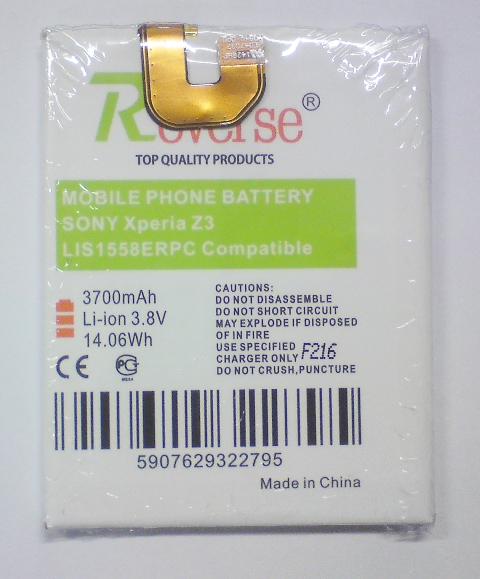 Reverse®
TOP QUALITY PRODUCTS
MOBILE PHONE BATTERY
SONY Xperia Z3
LIS1558ERPC Compatible
3700mAh
Li-ion 3.8V
14.06Wh
CE
CAUTIONS:
DO NOT DISASSEMBLE
DO NOT SHORT CIRCUIT
MAY EXPLODE IF DISPOSED
OF IN FIRE
USE SPECIFIED
CHARGER ONLY F216
DO NOT CRUSH,PUNCTURE
5907629322795
Made in China